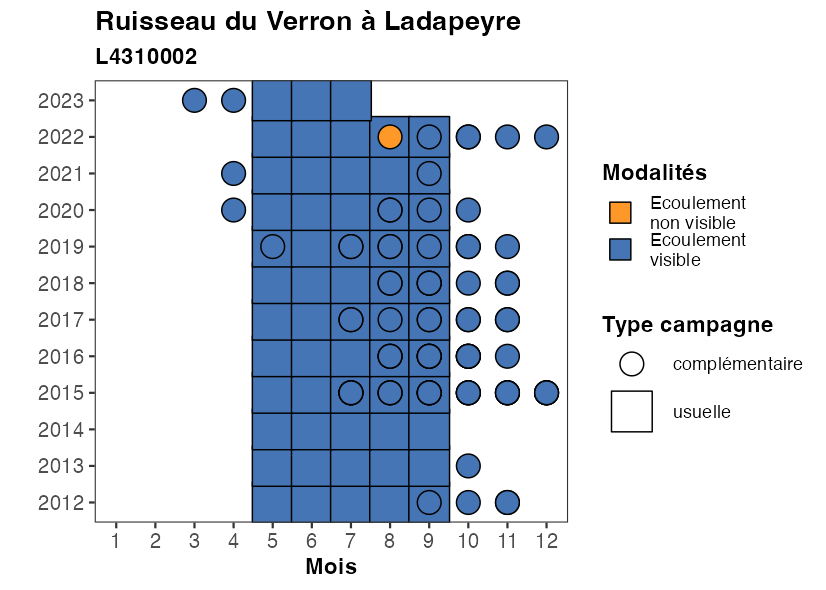 Ruisseau du Verron à Ladapeyre
L4310002
2023
2022
2021
2020
2019
2018
2017
2016
2015
2014
2013
2012
1 2 3 4 5 6 7 8 9 10 11 12
Mois
Modalités
Ecoulement
non visible
Ecoulement
visible
Type campagne
complémentaire
usuelle